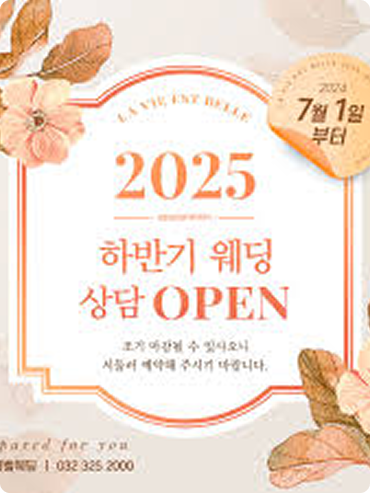 LA VIE EST BELLE
2024
7월 1일
부터
2025
하반기 웨딩
상담 OPEN
조기 마감될 수 있사오니
서둘러 예약해 주시기 바랍니다.
pared for you
웨딩 | 032 325 2000